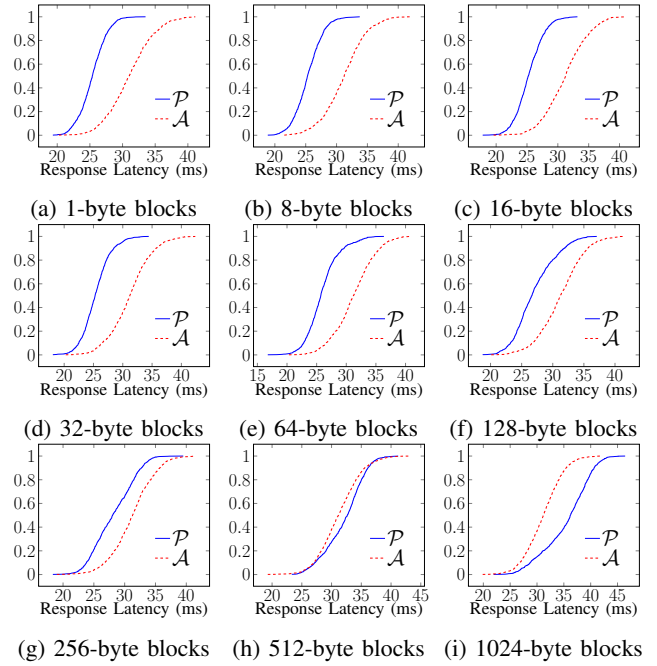 1
0.8
0.6
0.4
0.2
0
𝒫
𝒜
20 25 30 35 40
Response Latency (ms)
(a) 1-byte blocks
1
0.8
0.6
0.4
0.2
0
𝒫
𝒜
20 25 30 35 40
Response Latency (ms)
(b) 8-byte blocks
1
0.8
0.6
0.4
0.2
0
𝒫
𝒜
20 25 30 35 40
Response Latency (ms)
(c) 16-byte blocks
1
0.8
0.6
0.4
0.2
0
𝒫
𝒜
20 25 30 35 40
Response Latency (ms)
(d) 32-byte blocks
1
0.8
0.6
0.4
0.2
0
𝒫
𝒜
15 20 25 30 35 40
Response Latency (ms)
(e) 64-byte blocks
1
0.8
0.6
0.4
0.2
0
𝒫
𝒜
20 25 30 35 40
Response Latency (ms)
(f) 128-byte blocks
1
0.8
0.6
0.4
0.2
0
𝒫
𝒜
20 25 30 35 40
Response Latency (ms)
(g) 256-byte blocks
1
0.8
0.6
0.4
0.2
0
𝒫
𝒜
20 25 30 35 40 45
Response Latency (ms)
(h) 512-byte blocks
1
0.8
0.6
0.4
0.2
0
𝒫
𝒜
20 25 30 35 40 45
Response Latency (ms)
(i) 1024-byte blocks